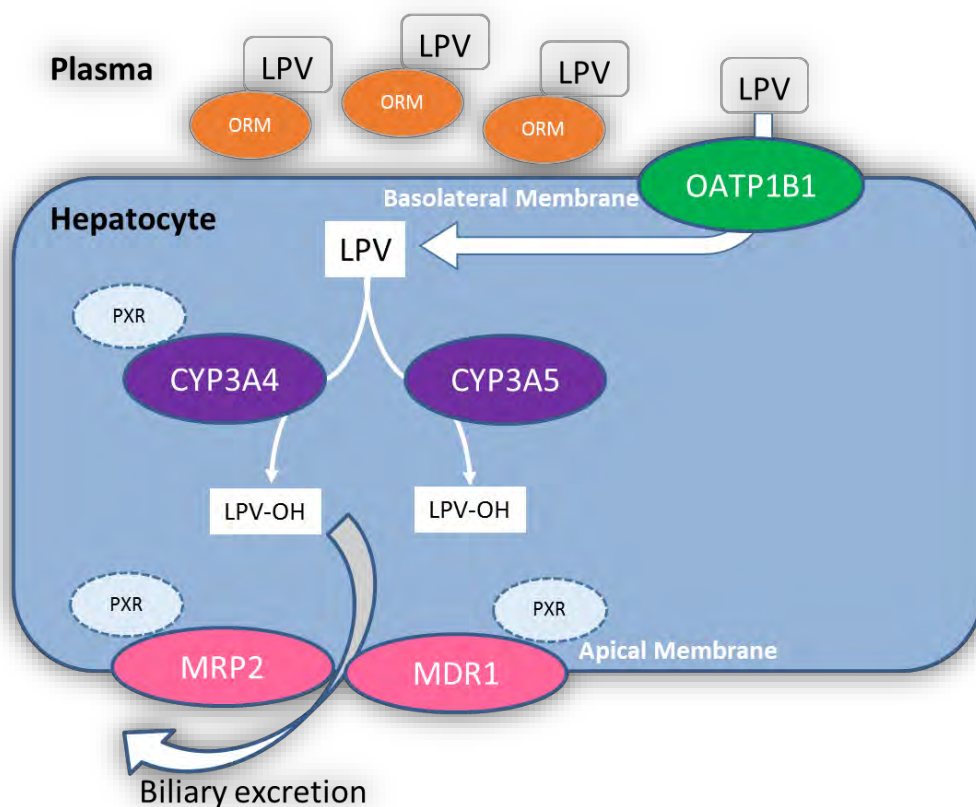 Plasma
LPV
ORM
LPV
ORM
LPV
ORM
LPV
OATP1B1
Basolateral Membrane
Hepatocyte
LPV
PXR
CYP3A4
CYP3A5
LPV-OH
LPV-OH
PXR
MRP2
PXR
MDR1
Apical Membrane
Biliary excretion